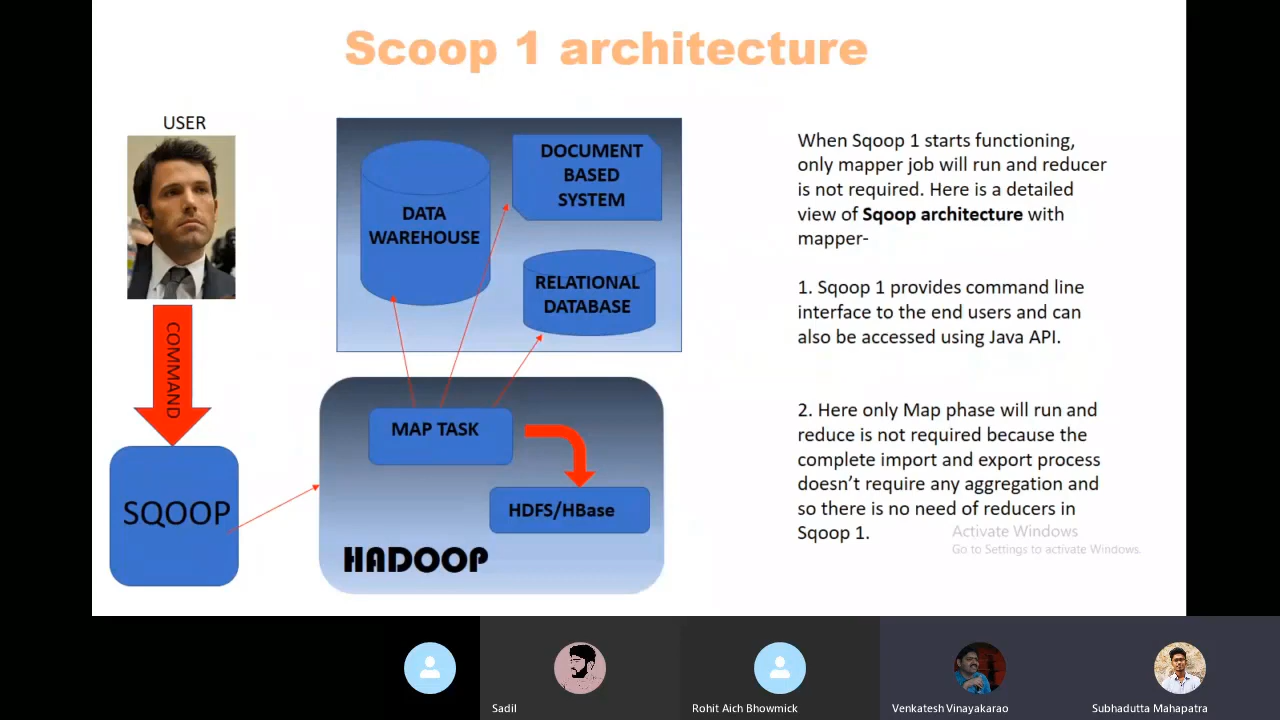 Scoop 1 architecture
USER
COMMAND
SQOOP
DATA
WAREHOUSE
DOCUMENT
BASED
SYSTEM
RELATIONAL
DATABASE
MAP TASK
HDFS/HBase
HADOOP
When Sqoop 1 starts functioning,
only mapper job will run and reducer
is not required. Here is a detailed
view of Sqoop architecture with
mapper-
1. Sqoop 1 provides command line
interface to the end users and can
also be accessed using Java API.
2. Here only Map phase will run and
reduce is not required because the
complete import and export process
doesn’t require any aggregation and
so there is no need of reducers in
Sqoop 1.
Activate Windows
Go to Settings to activate Windows.
Sadil
Rohit Aich Bhowmick
Venkatesh Vinayakarao
Subhadutta Mahapatra